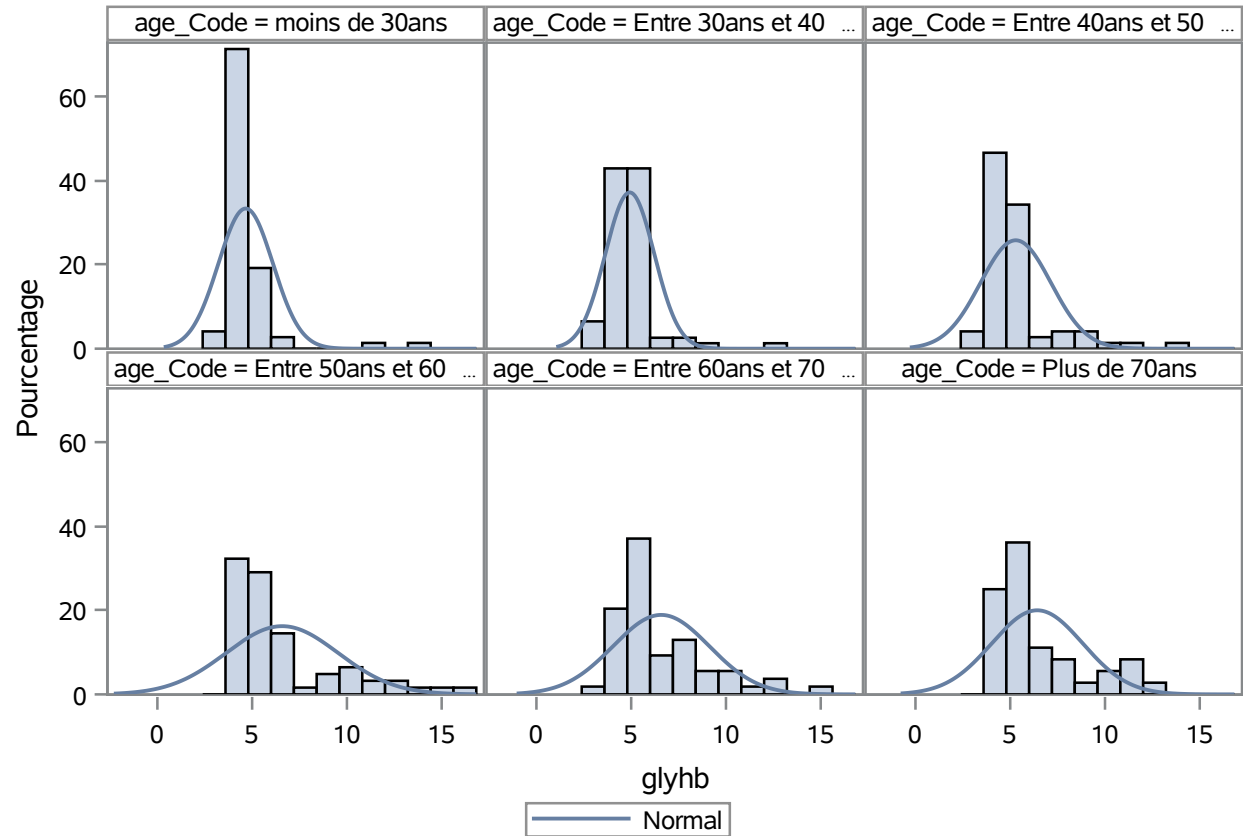 age_Code = moins de 30ans
age_Code = Entre 30ans et 40 ...
age_Code = Entre 40ans et 50 ...
60
40
20
0
Pourcentage
age_Code = Entre 50ans et 60 ...
age_Code = Entre 60ans et 70 ...
age_Code = Plus de 70ans
60
40
20
0
0 5 10 15
0 5 10 15
0 5 10 15
glyhb
Normal